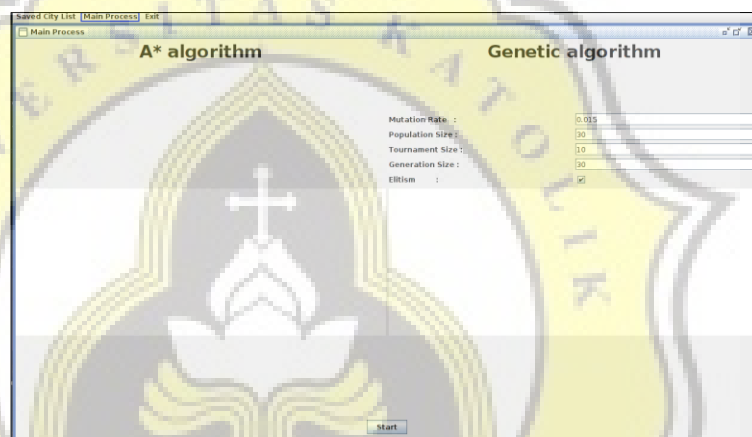 Saved City List Main Process Exit
Main Process
A* algorithm Genetic algorithm
Mutation Rate : 0.015
Population Size : 30
Tournament Size : 10
Generation Size : 30
Elitism :
Start